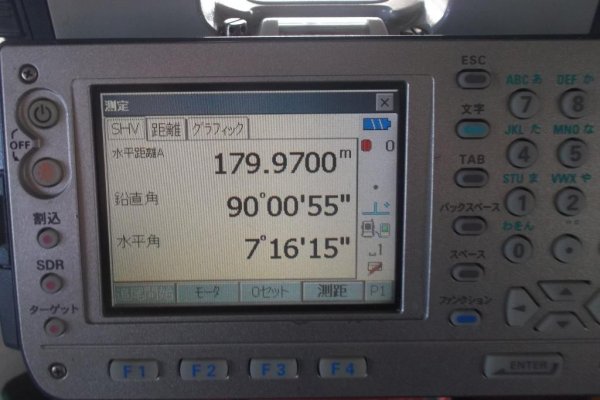 測定
SHV 距離 グラフィック
水平距離A 179.9700m
鉛直角 90°00'55"
水平角 7°16'15"
0
1
モータ 0セット 測距 P1
OFF
割込
SDR
ターゲット
F1 F2 F3 F4
ESC
文字
TAB
バックスペース
スペース
ファンクション
ABC あ DEF か
7 8
JKL た MNO な
4 5
STU ま VWX や
1 2
わをん
0 .
ENTER